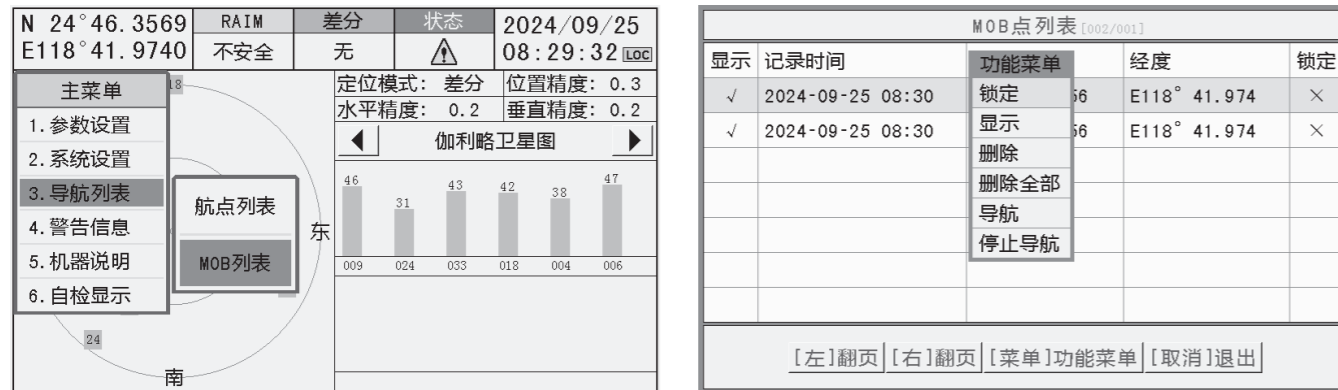 N 24°46.3569
E118°41.9740
RAIM
不安全
差分
无
状态
2024/09/25
08:29:32 LOC
主菜单
1.参数设置
2.系统设置
3.导航列表
4.警告信息
5.机器说明
6.自检显示
航点列表
MOB列表
18
24
东
南
定位模式: 差分 位置精度: 0.3
水平精度: 0.2 垂直精度: 0.2
伽利略卫星图
46 31 43 42 38 47
009 024 033 018 004 006
MOB点列表[002/001]
显示 记录时间 经度 锁定
√ 2024-09-25 08:30 56 E118° 41.974 ×
√ 2024-09-25 08:30 56 E118° 41.974 ×
功能菜单
锁定
显示
删除
删除全部
导航
停止导航
[左]翻页 [右]翻页 [菜单]功能菜单 [取消]退出